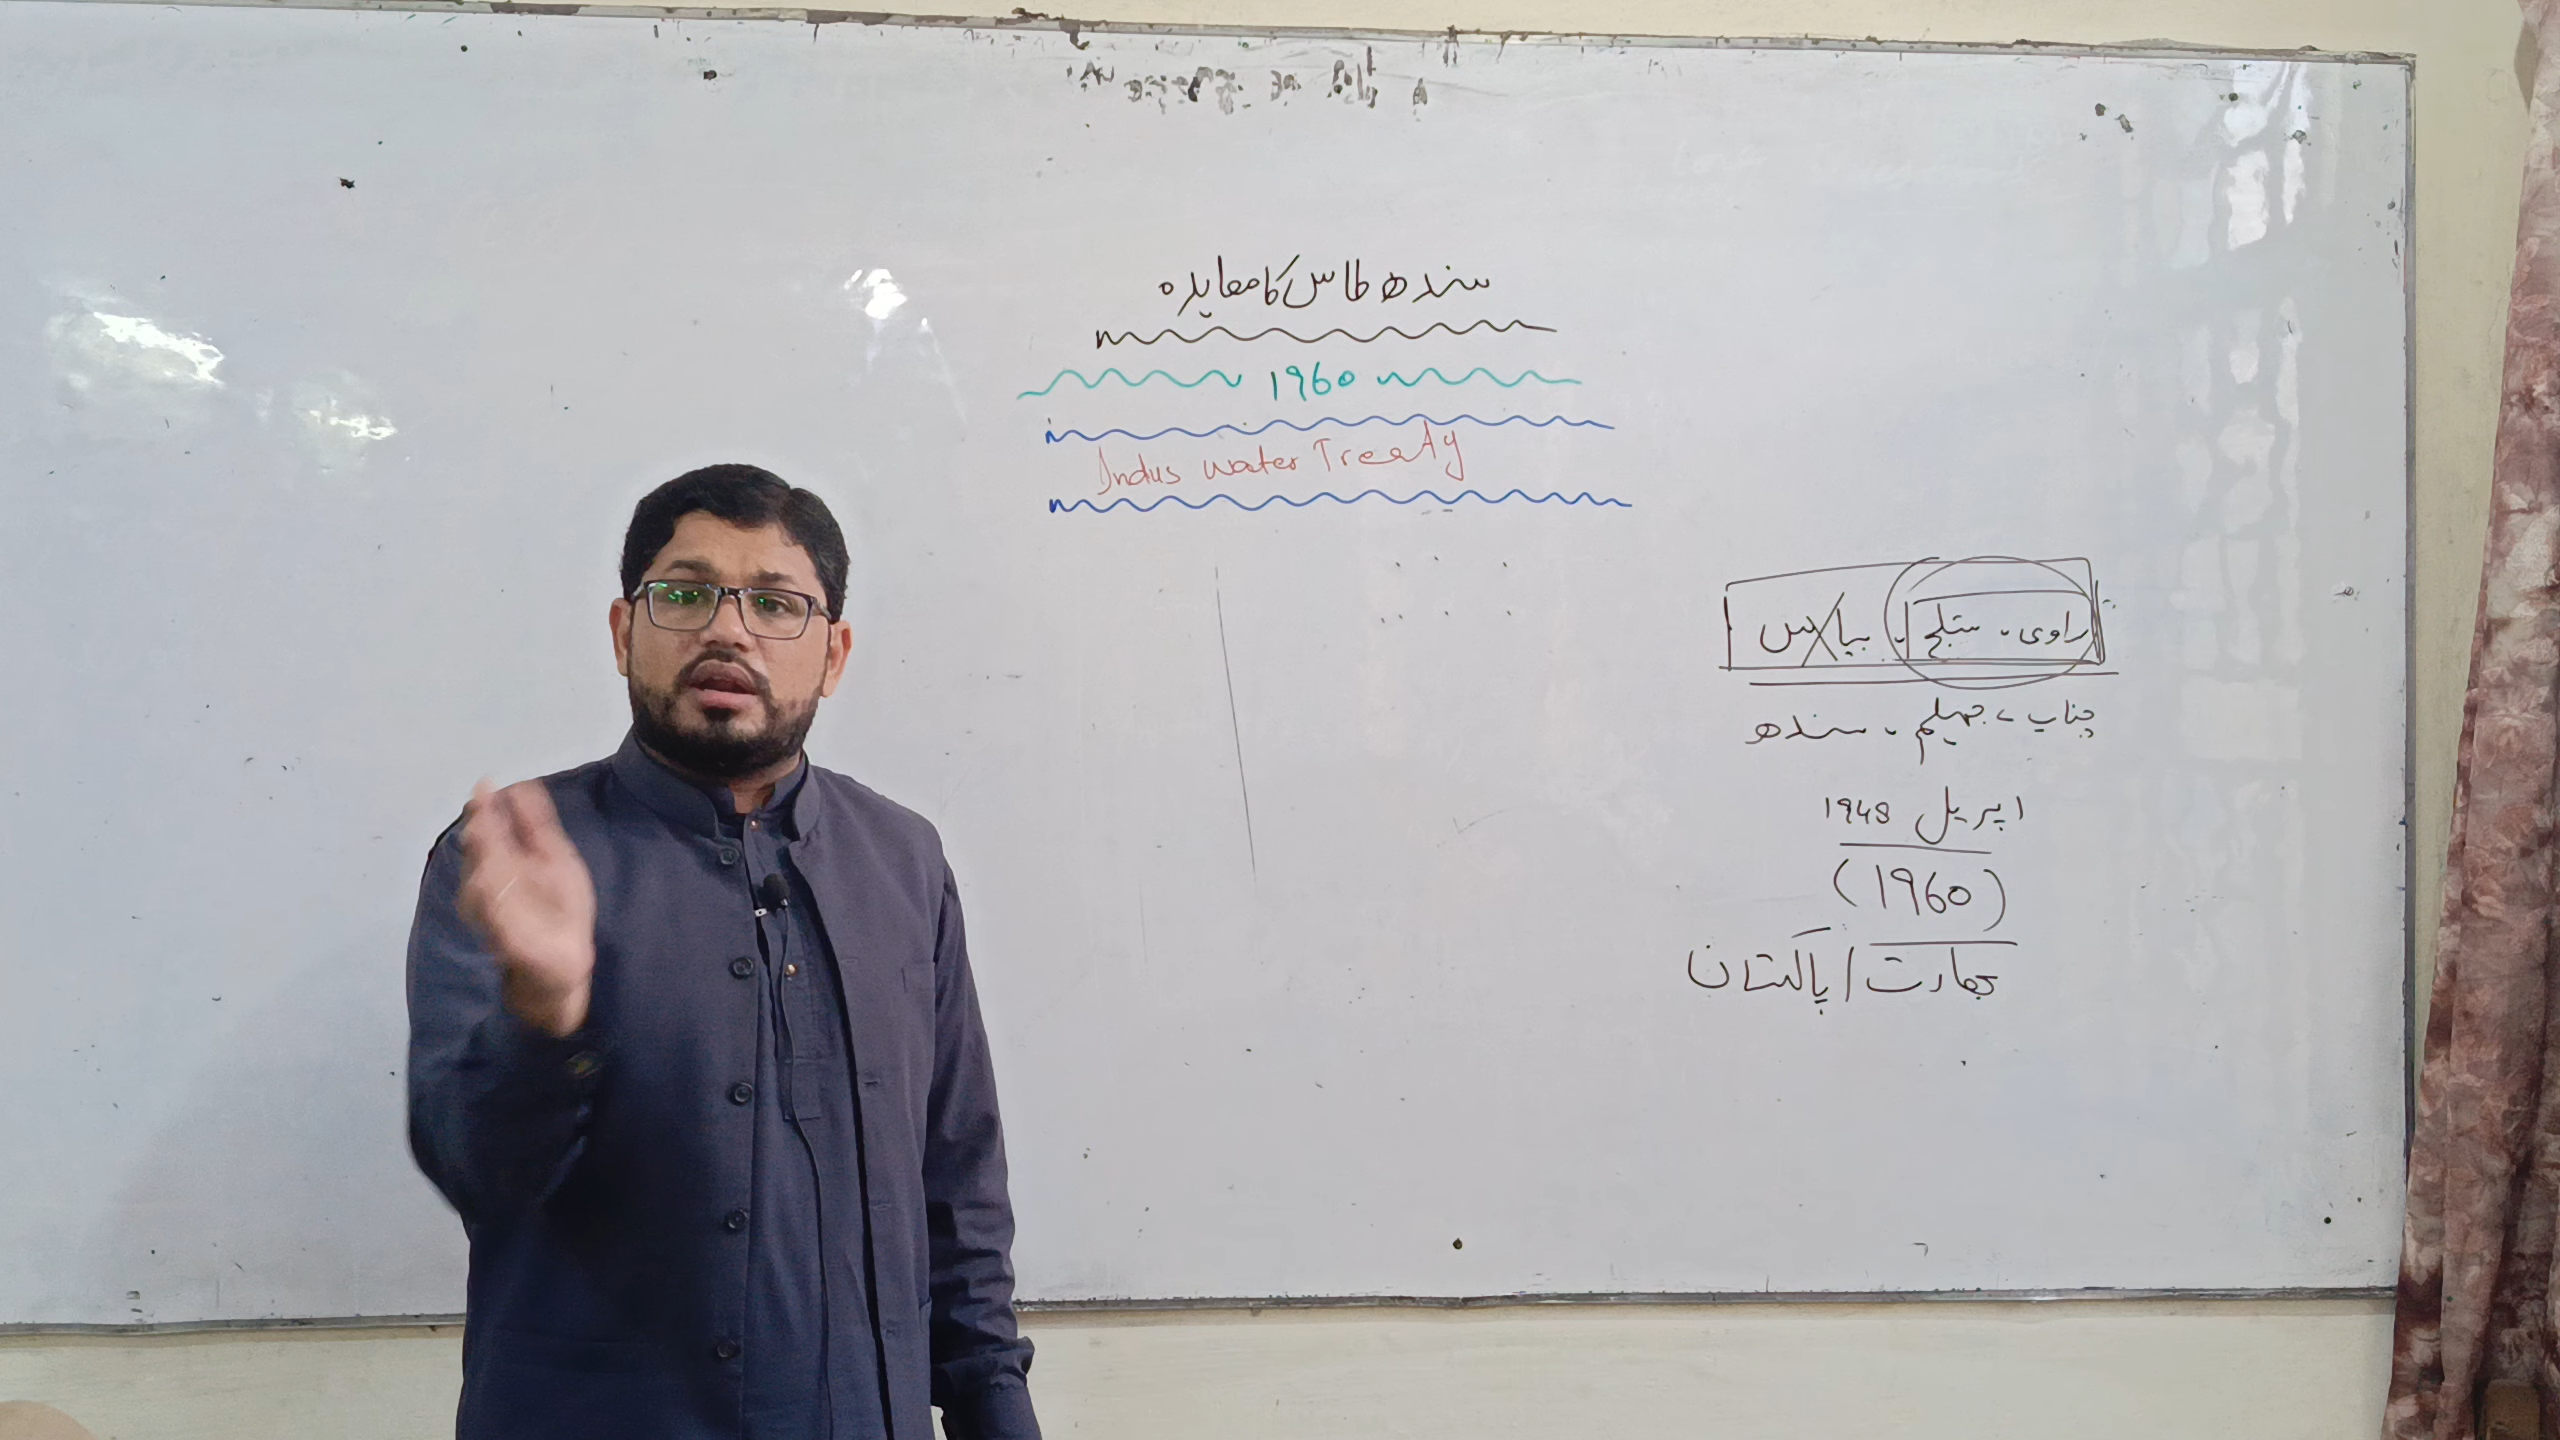 سندھ طاس کا معاہدہ
1960
Indus Water Treaty
راوی، ستلج، بیاس
چناب، جہلم، سندھ
اپریل 1948
(1960)
بھارت / پاکستان